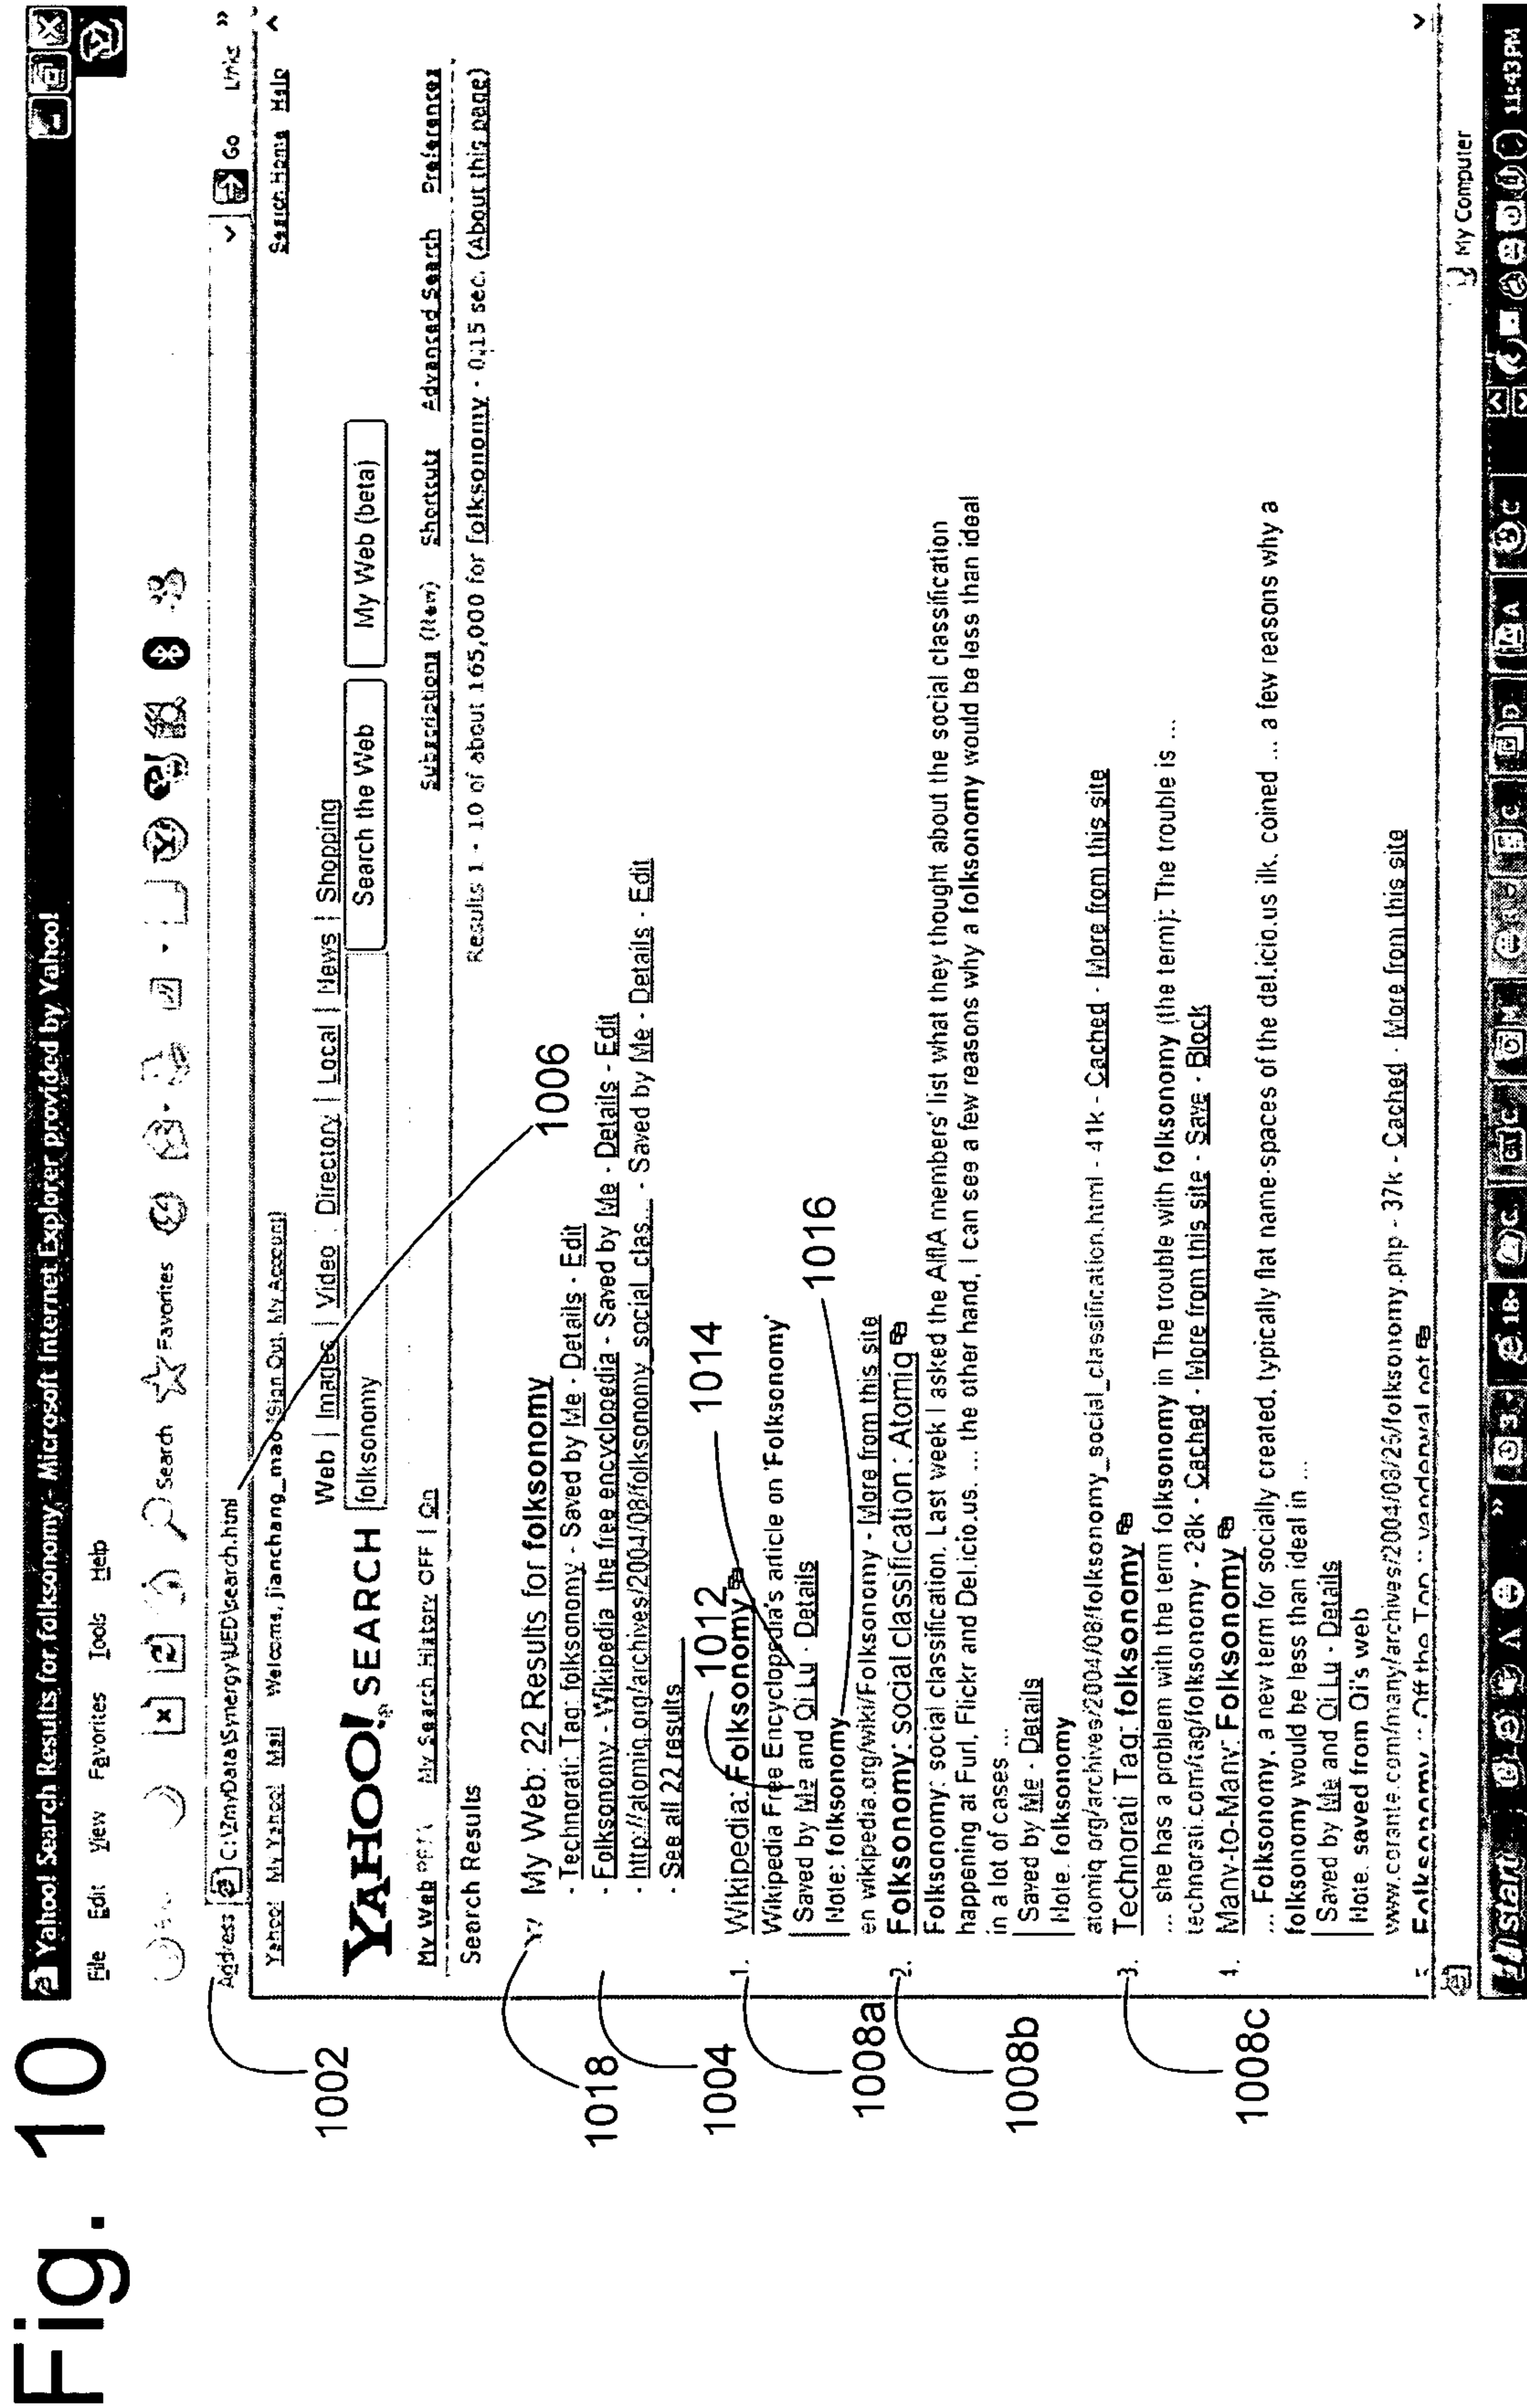 Fig. 10
Yahoo! Search Results for folksonomy - Microsoft Internet Explorer provided by Yahoo!
File Edit View Favorites Tools Help
Search Favorites
Address C:\ZmyData\Synergy\UED\search.html Go Links »
1002
1006
Yahoo! My Yahoo! Mail Welcome, jianchang_mao [Sign Out, My Account] Search Home Help
Web | Images | Video | Directory | Local | News | Shopping
YAHOO! SEARCH folksonomy Search the Web My Web (beta)
My Web My Search History OFF | On Subscriptions (New) Shortcuts Advanced Search Preferences
Search Results Results 1 - 10 of about 165,000 for folksonomy - 0.15 sec. (About this page)
1018
My Web: 22 Results for folksonomy
- Technorati: Tag: folksonomy - Saved by Me - Details - Edit
1004
- Folksonomy - Wikipedia the free encyclopedia - Saved by Me - Details - Edit
- http://atomiq.org/archives/2004/08/folksonomy_social_clas... - Saved by Me - Details - Edit
- See all 22 results
1012
1014
1016
1008a
1. Wikipedia: Folksonomy
Wikipedia Free Encyclopedia's article on 'Folksonomy'
Saved by Me and Qi Lu - Details
Note: folksonomy
en wikipedia.org/wiki/Folksonomy - More from this site
1008b
2. Folksonomy: social classification : Atomiq
Folksonomy: social classification. Last week I asked the AIfIA members' list what they thought about the social classification
happening at Furl, Flickr and Del.icio.us. ... the other hand, I can see a few reasons why a folksonomy would be less than ideal
in a lot of cases ...
Saved by Me - Details
Note. folksonomy
atomiq org/archives/2004/08/folksonomy_social_classification.html - 41k - Cached - More from this site
1008c
3. Technorati Tag: folksonomy
... she has a problem with the term folksonomy in The trouble with folksonomy (the term): The trouble is ...
technorati.com/tag/folksonomy - 28k - Cached - More from this site - Save - Block
4. Many-to-Many: Folksonomy
... Folksonomy, a new term for socially created, typically flat name-spaces of the del.icio.us ilk, coined ... a few reasons why a
folksonomy would be less than ideal in ...
Saved by Me and Qi Lu - Details
Note. saved from Qi's web
www.corante.com/many/archives/2004/08/25/folksonomy.php - 37k - Cached - More from this site
5. Folksonomy :: Off the Top :: vanderwal.net
My Computer
start 11:43 PM